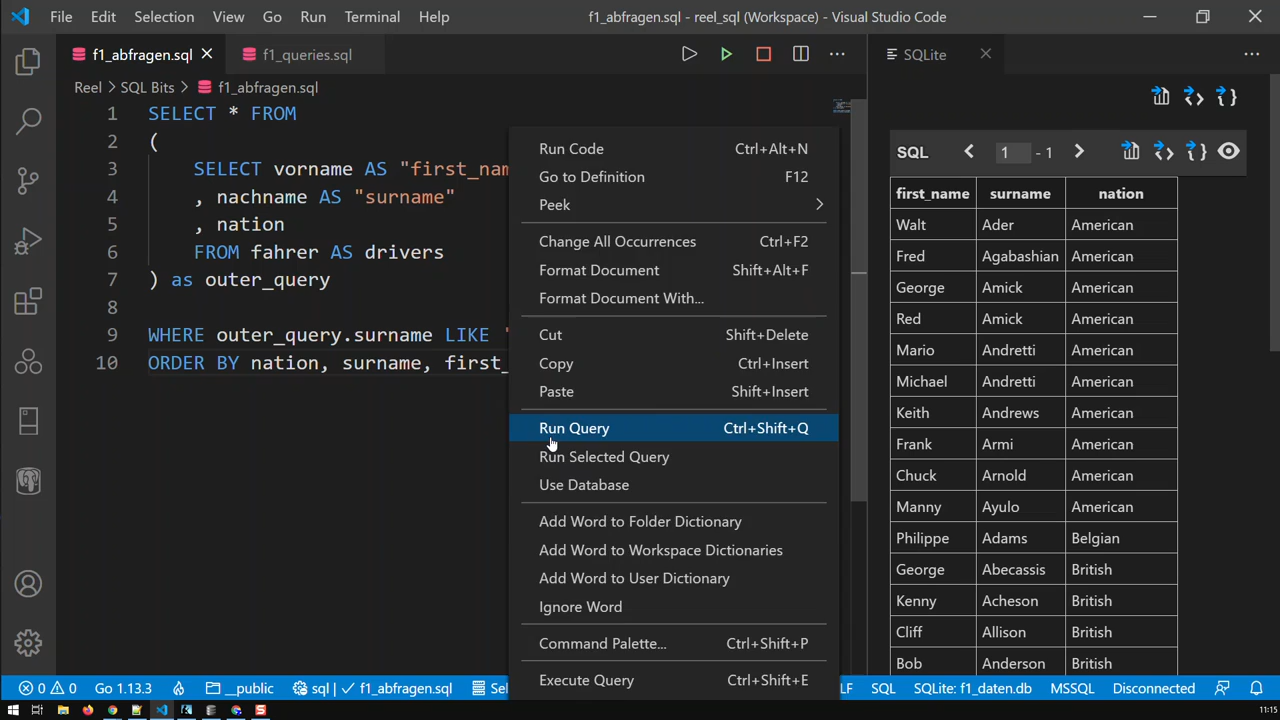 File Edit Selection View Go Run Terminal Help
f1_abfragen.sql - reel_sql (Workspace) - Visual Studio Code
f1_abfragen.sql
f1_queries.sql
SQLite
Reel > SQL Bits > f1_abfragen.sql
1 SELECT * FROM
2 (
3 SELECT vorname AS "first_nam
4 , nachname AS "surname"
5 , nation
6 FROM fahrer AS drivers
7 ) as outer_query
8
9 WHERE outer_query.surname LIKE '
10 ORDER BY nation, surname, first_
Run Code Ctrl+Alt+N
Go to Definition F12
Peek
Change All Occurrences Ctrl+F2
Format Document Shift+Alt+F
Format Document With...
Cut Shift+Delete
Copy Ctrl+Insert
Paste Shift+Insert
Run Query Ctrl+Shift+Q
Run Selected Query
Use Database
Add Word to Folder Dictionary
Add Word to Workspace Dictionaries
Add Word to User Dictionary
Ignore Word
Command Palette... Ctrl+Shift+P
Execute Query Ctrl+Shift+E
SQL < 1 - 1 >
first_name surname nation
Walt Ader American
Fred Agabashian American
George Amick American
Red Amick American
Mario Andretti American
Michael Andretti American
Keith Andrews American
Frank Armi American
Chuck Arnold American
Manny Ayulo American
Philippe Adams Belgian
George Abecassis British
Kenny Acheson British
Cliff Allison British
Bob Anderson British
0 0 Go 1.13.3 __public sql | ✓ f1_abfragen.sql Sel LF SQL SQLite: f1_daten.db MSSQL Disconnected
11:15